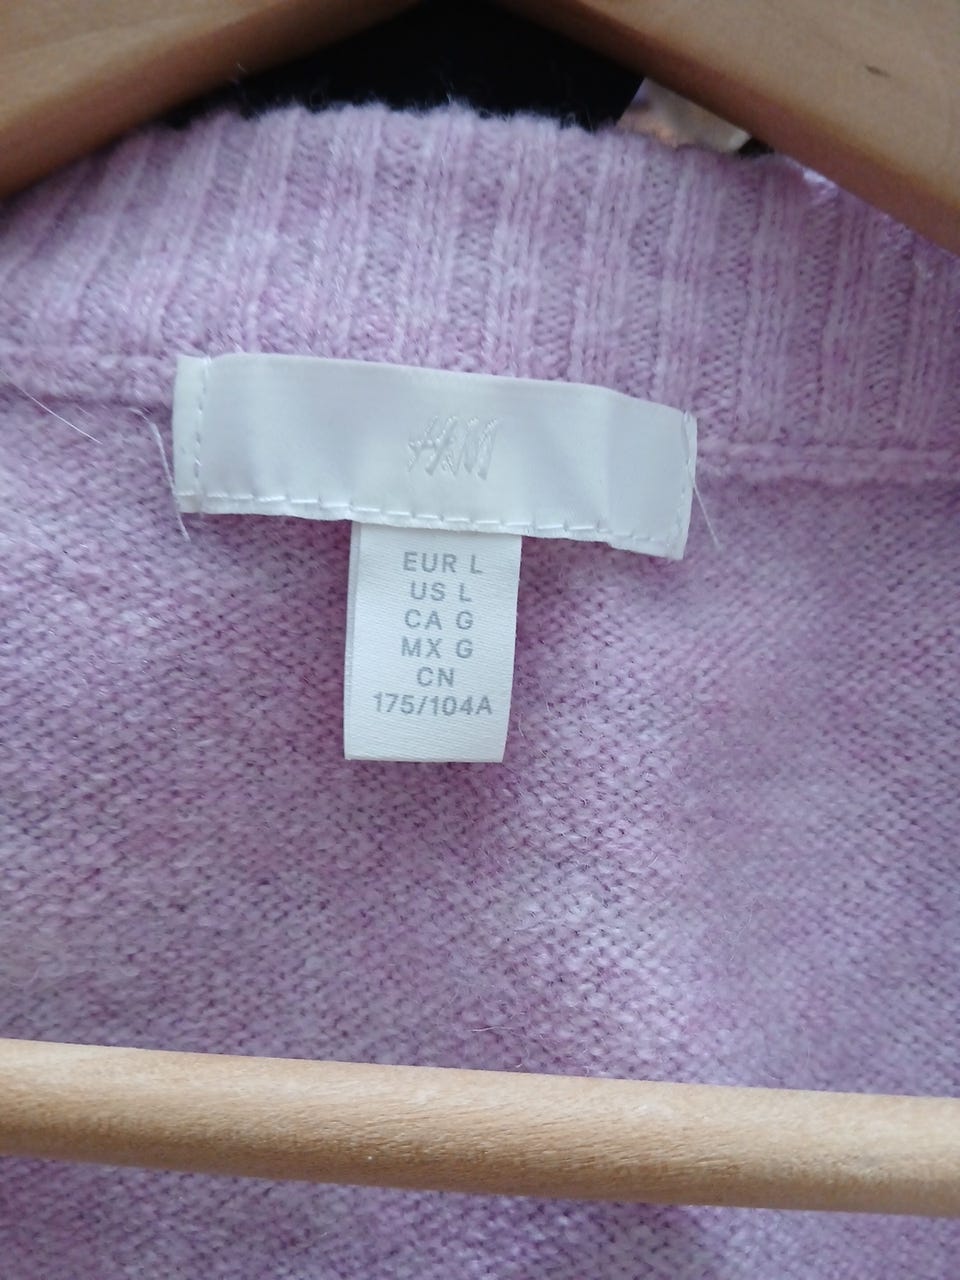 H&M
EUR L
US L
CA G
MX G
CN
175/104A